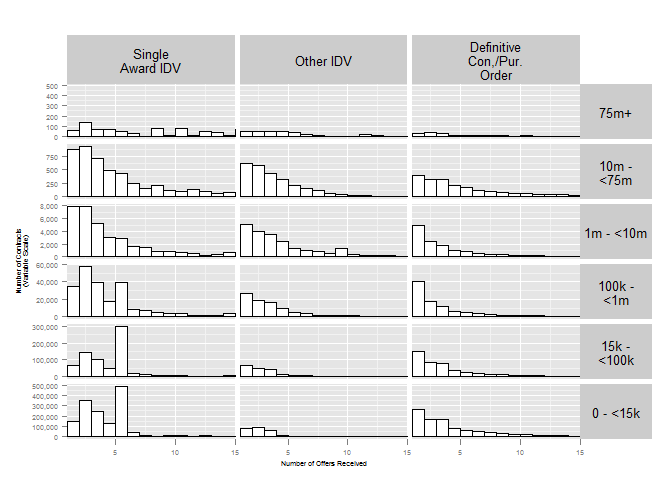 Single
Award IDV
Other IDV
Definitive
Con,/Pur.
Order
500
400
300
200
100
0
75m+
750
500
250
0
10m -
<75m
8,000
6,000
4,000
2,000
0
1m - <10m
60,000
40,000
20,000
0
100k -
<1m
300,000
200,000
100,000
0
15k -
<100k
500,000
400,000
300,000
200,000
100,000
0
0 - <15k
Number of Contracts
(Variable Scale)
5 10 15 5 10 15 5 10 15
Number of Offers Received